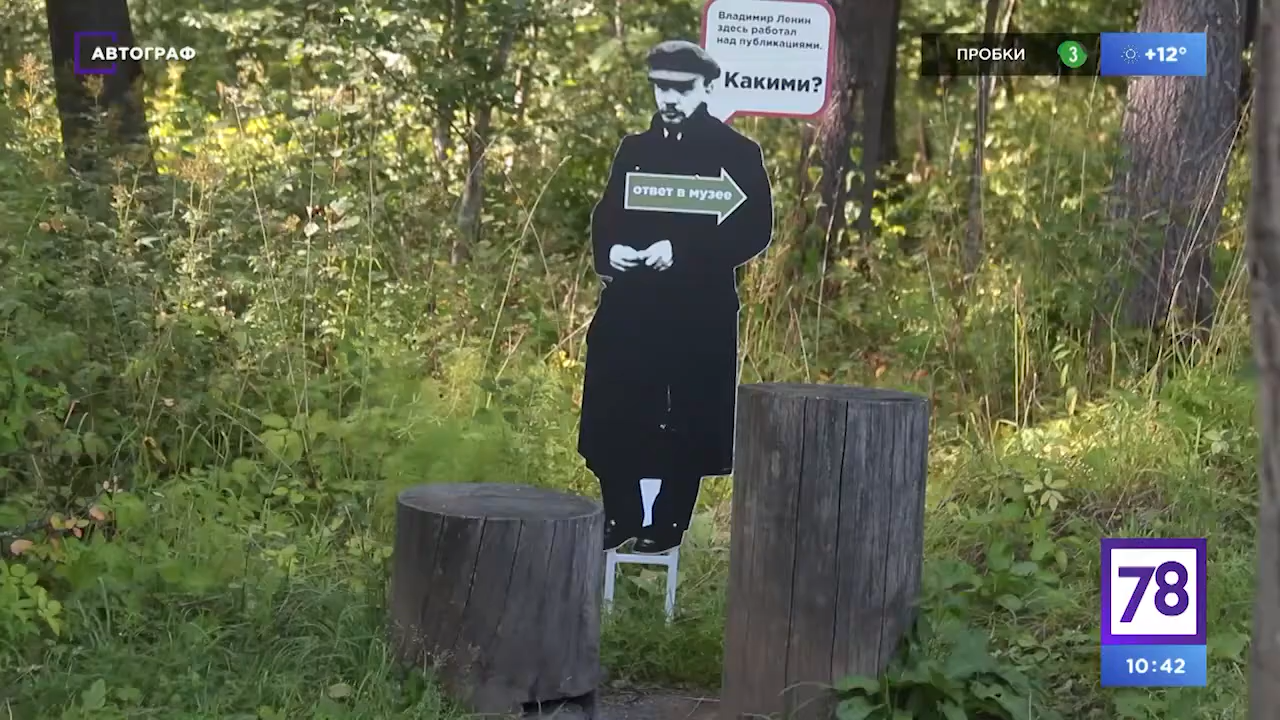 АВТОГРАФ
Владимир Ленин
здесь работал
над публикациями.
Какими?
ПРОБКИ 3 +12°
ответ в музее
78
10:42